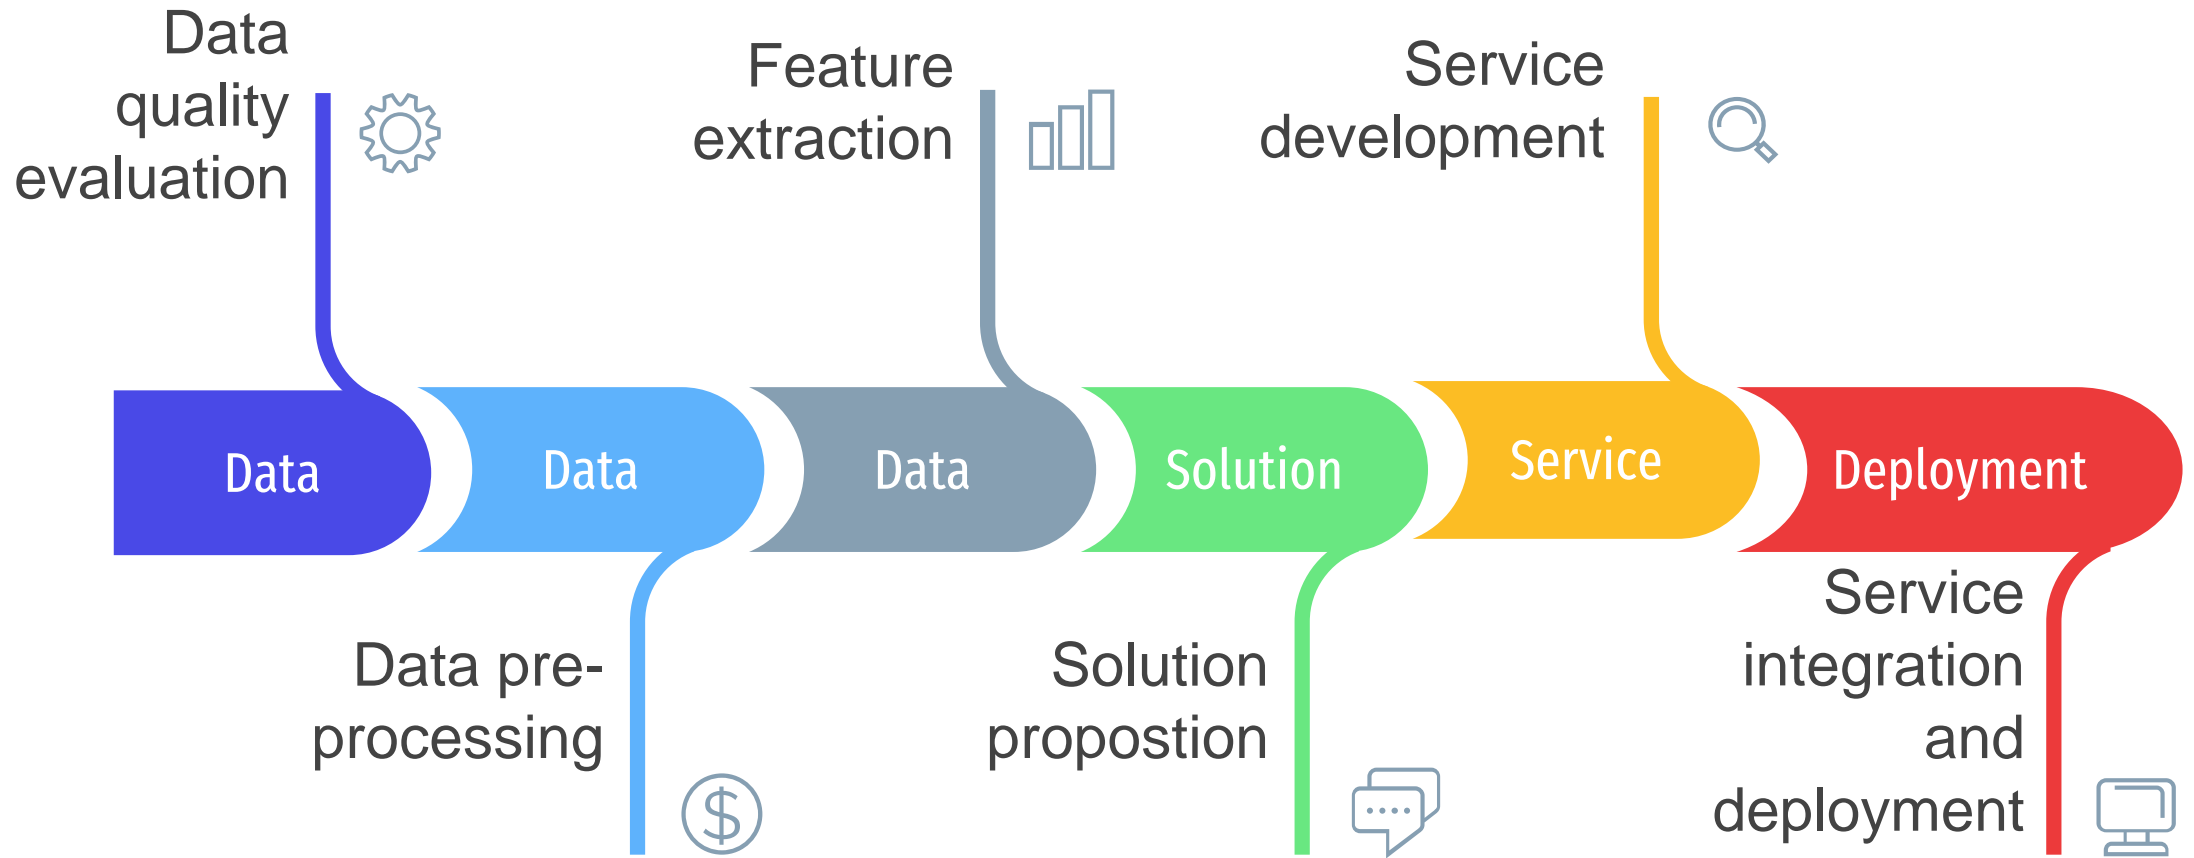 Data
quality
evaluation
Feature
extraction
Service
development
Data
Data
Data
Solution
Service
Deployment
Data pre-
processing
Solution
propostion
Service
integration
and
deployment
$